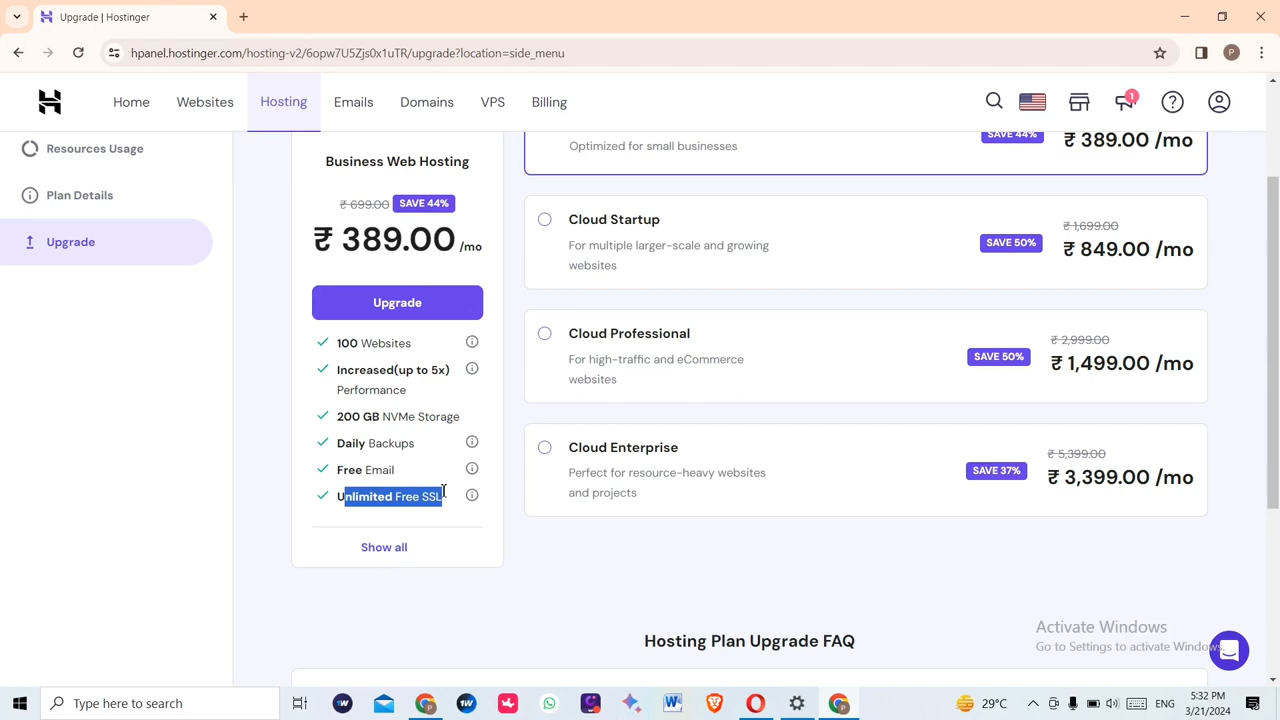 Upgrade | Hostinger
hpanel.hostinger.com/hosting-v2/6opw7U5Zjs0x1uTR/upgrade?location=side_menu
P
Home
Websites
Hosting
Emails
Domains
VPS
Billing
1
Resources Usage
Plan Details
Upgrade
Business Web Hosting
₹ 699.00 SAVE 44%
₹ 389.00 /mo
Upgrade
100 Websites
Increased(up to 5x)
Performance
200 GB NVMe Storage
Daily Backups
Free Email
Unlimited Free SSL
Show all
Optimized for small businesses
SAVE 44%
₹ 389.00 /mo
Cloud Startup
For multiple larger-scale and growing
websites
SAVE 50%
₹ 1,699.00
₹ 849.00 /mo
Cloud Professional
For high-traffic and eCommerce
websites
SAVE 50%
₹ 2,999.00
₹ 1,499.00 /mo
Cloud Enterprise
Perfect for resource-heavy websites
and projects
SAVE 37%
₹ 5,399.00
₹ 3,399.00 /mo
Hosting Plan Upgrade FAQ
Activate Windows
Go to Settings to activate Windows.
Type here to search
29°C
ENG
5:32 PM
3/21/2024